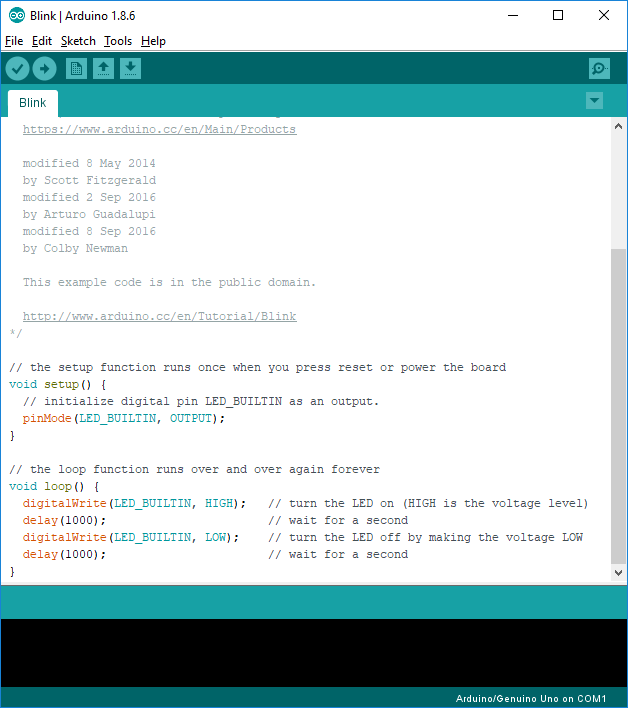 Blink | Arduino 1.8.6
File Edit Sketch Tools Help
Blink
https://www.arduino.cc/en/Main/Products
modified 8 May 2014
by Scott Fitzgerald
modified 2 Sep 2016
by Arturo Guadalupi
modified 8 Sep 2016
by Colby Newman
This example code is in the public domain.
http://www.arduino.cc/en/Tutorial/Blink
*/
// the setup function runs once when you press reset or power the board
void setup() {
  // initialize digital pin LED_BUILTIN as an output.
  pinMode(LED_BUILTIN, OUTPUT);
}
// the loop function runs over and over again forever
void loop() {
  digitalWrite(LED_BUILTIN, HIGH);   // turn the LED on (HIGH is the voltage level)
  delay(1000);                       // wait for a second
  digitalWrite(LED_BUILTIN, LOW);    // turn the LED off by making the voltage LOW
  delay(1000);                       // wait for a second
}
Arduino/Genuino Uno on COM1